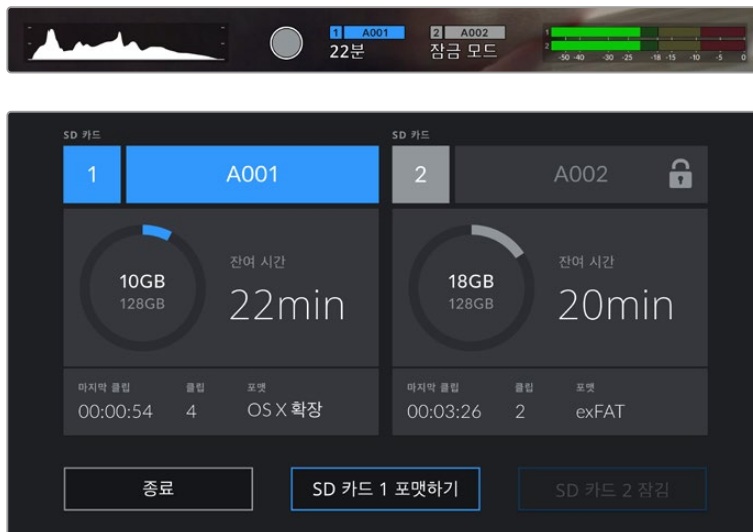 1 A001 2 A002
22분 잠금 모드
1
2
-50 -40 -30 -25 -18 -15 -10 -5 0
SD 카드 SD 카드
1 A001 2 A002
10GB 잔여 시간 18GB 잔여 시간
128GB 22min 128GB 20min
마지막 클립 클립 포맷 마지막 클립 클립 포맷
00:00:54 4 OS X 확장 00:03:26 2 exFAT
종료 SD 카드 1 포맷하기 SD 카드 2 잠김